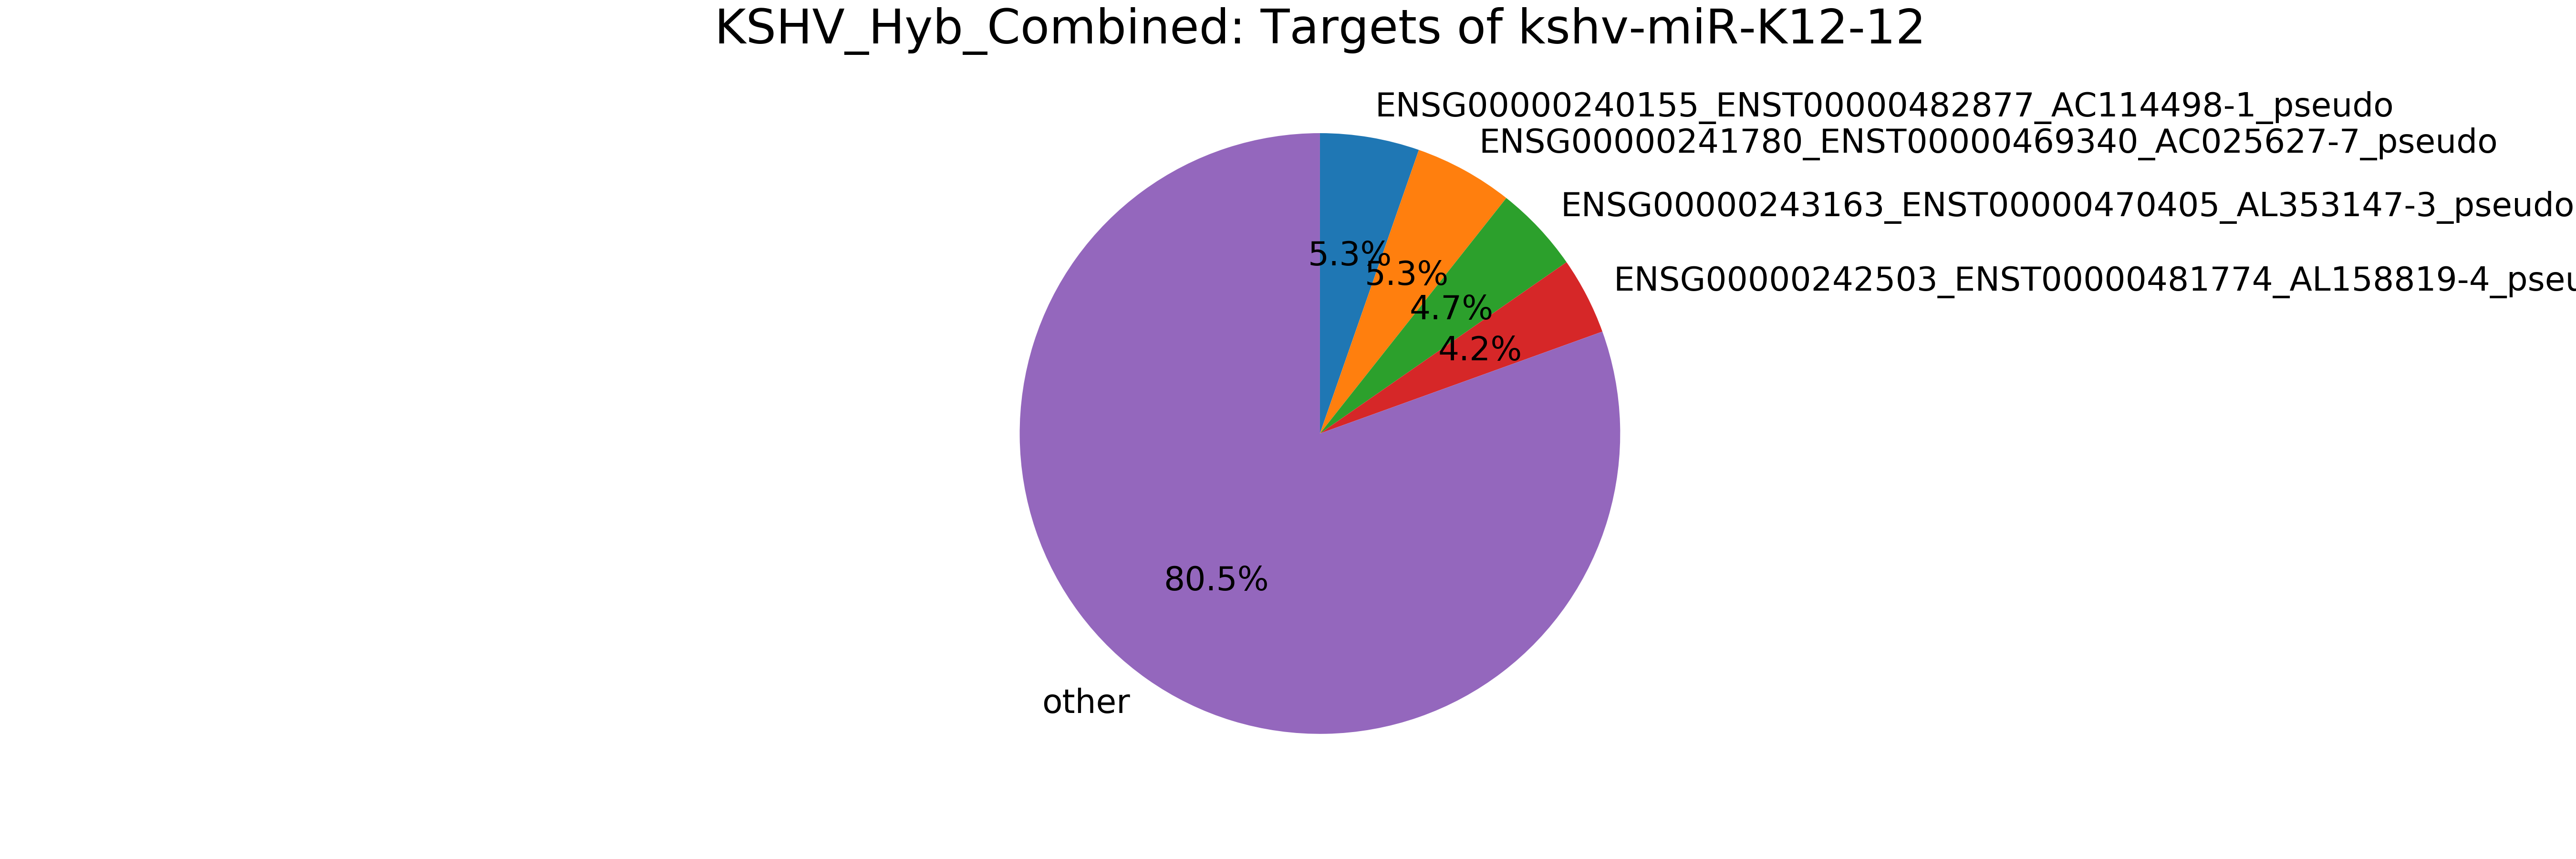 KSHV_Hyb_Combined: Targets of kshv-miR-K12-12
ENSG00000240155_ENST00000482877_AC114498-1_pseudo
ENSG00000241780_ENST00000469340_AC025627-7_pseudo
ENSG00000243163_ENST00000470405_AL353147-3_pseudo
ENSG00000242503_ENST00000481774_AL158819-4_pseu
5.3%
5.3%
4.7%
4.2%
80.5%
other